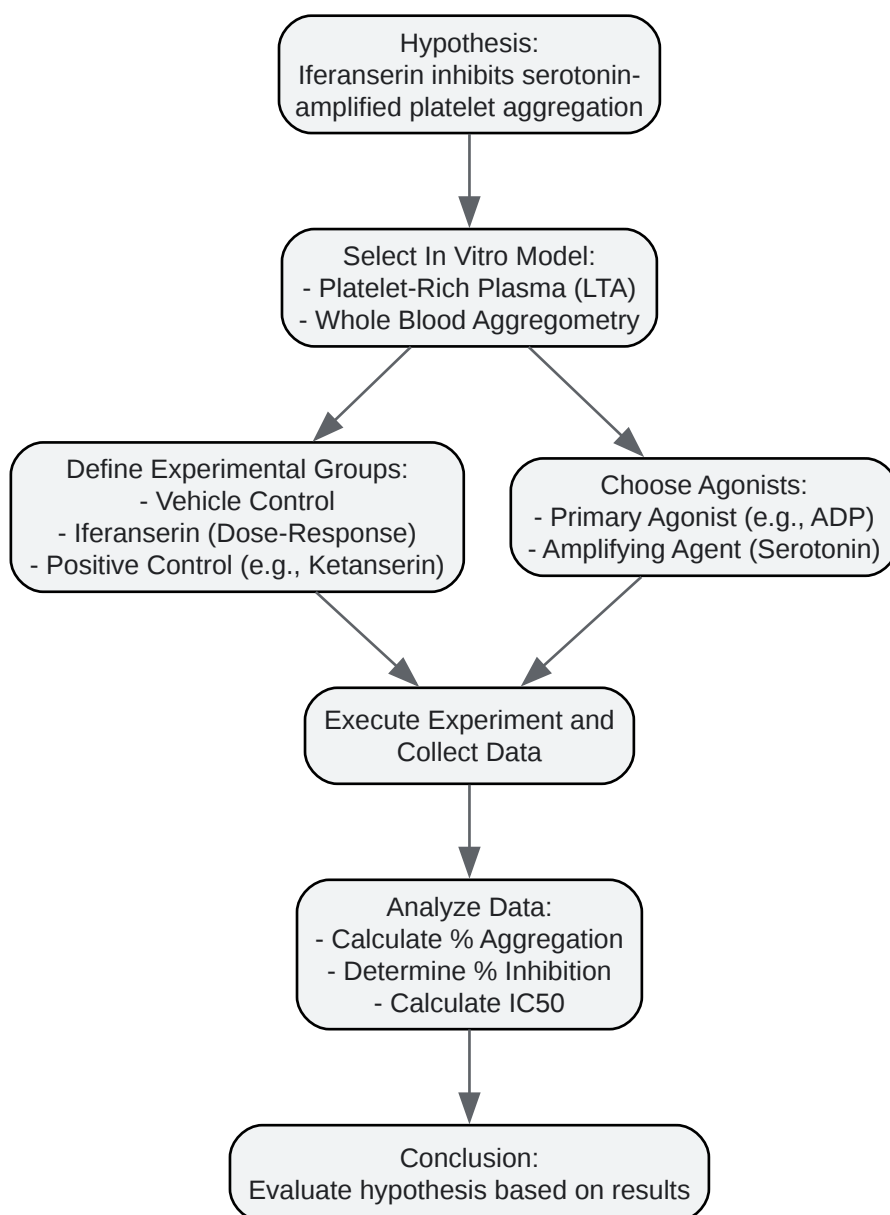 Hypothesis:
Iferanserin inhibits serotonin-
amplified platelet aggregation
Select In Vitro Model:
- Platelet-Rich Plasma (LTA)
- Whole Blood Aggregometry
Define Experimental Groups:
- Vehicle Control
- Iferanserin (Dose-Response)
- Positive Control (e.g., Ketanserin)
Choose Agonists:
- Primary Agonist (e.g., ADP)
- Amplifying Agent (Serotonin)
Execute Experiment and
Collect Data
Analyze Data:
- Calculate % Aggregation
- Determine % Inhibition
- Calculate IC50
Conclusion:
Evaluate hypothesis based on results